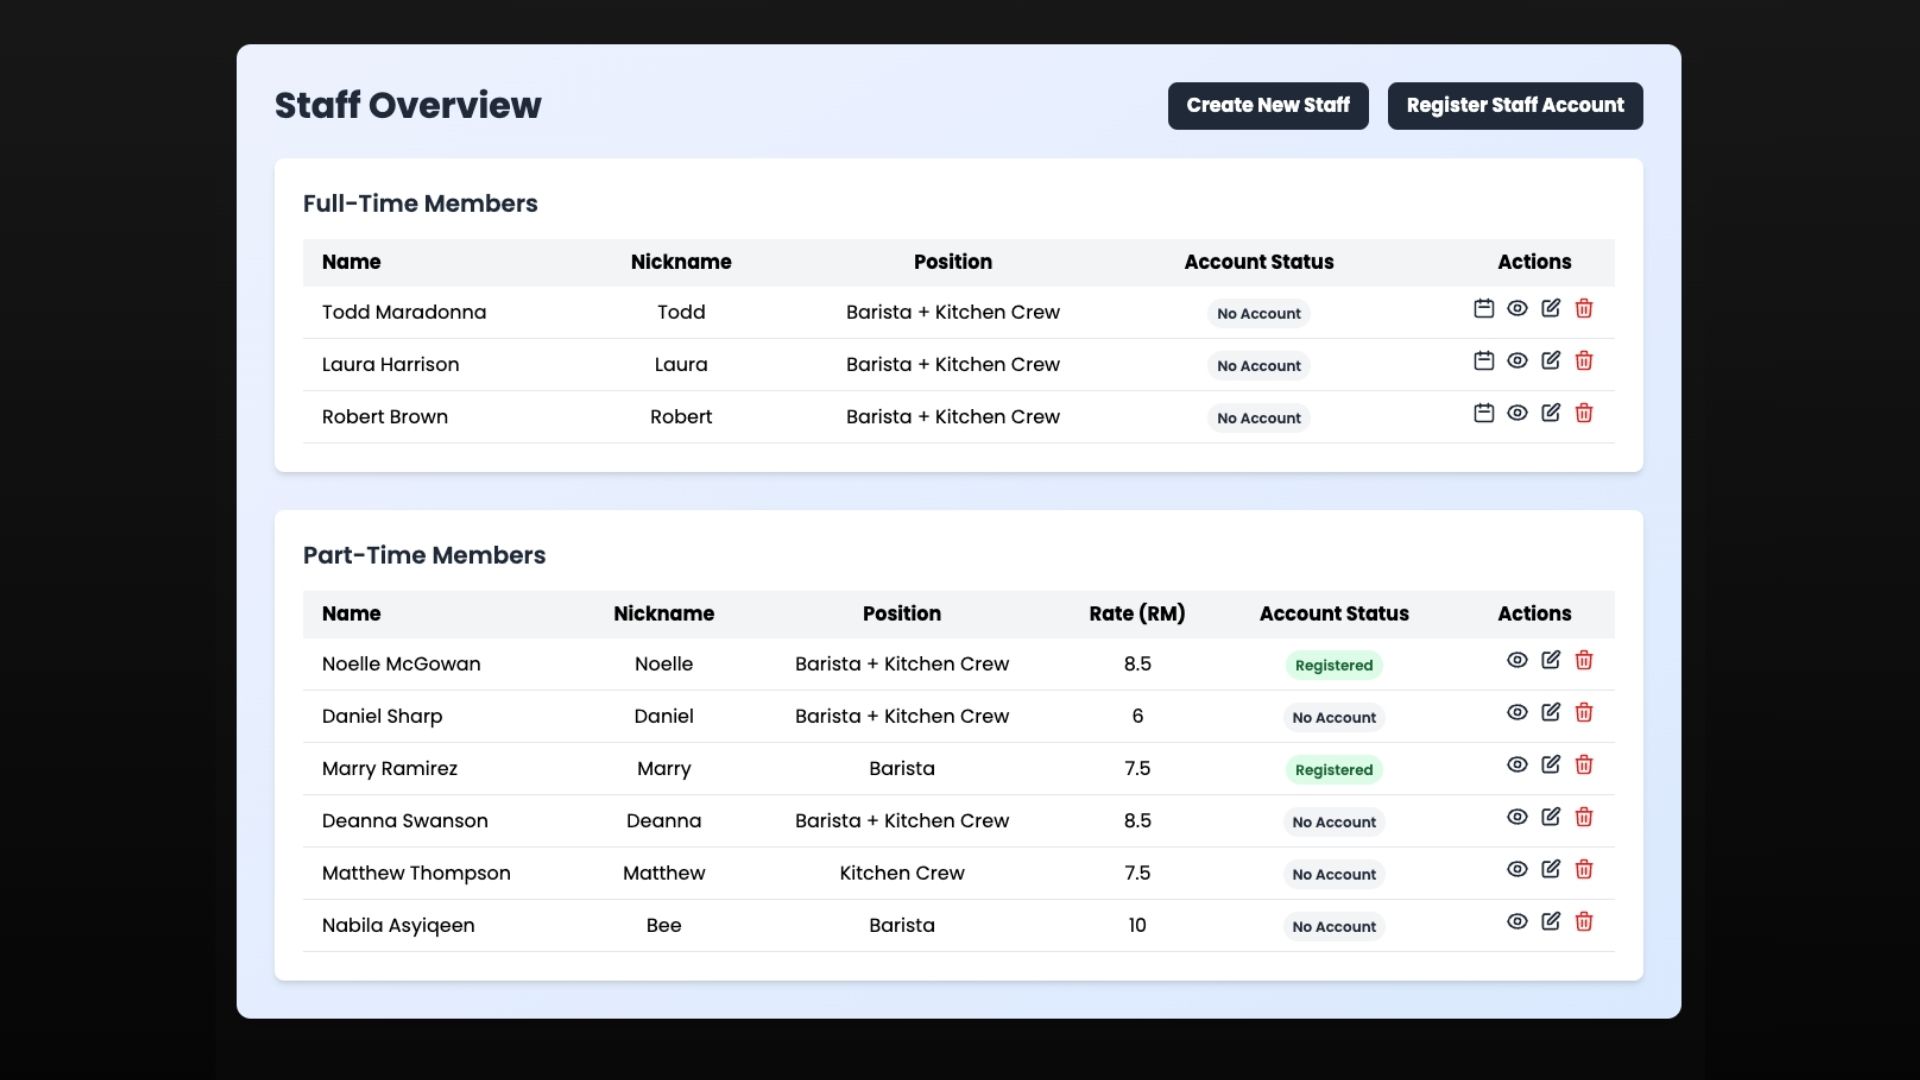 Staff Overview
Create New Staff
Register Staff Account
Full-Time Members
Name Nickname Position Account Status Actions
Todd Maradonna Todd Barista + Kitchen Crew No Account
Laura Harrison Laura Barista + Kitchen Crew No Account
Robert Brown Robert Barista + Kitchen Crew No Account
Part-Time Members
Name Nickname Position Rate (RM) Account Status Actions
Noelle McGowan Noelle Barista + Kitchen Crew 8.5 Registered
Daniel Sharp Daniel Barista + Kitchen Crew 6 No Account
Marry Ramirez Marry Barista 7.5 Registered
Deanna Swanson Deanna Barista + Kitchen Crew 8.5 No Account
Matthew Thompson Matthew Kitchen Crew 7.5 No Account
Nabila Asyiqeen Bee Barista 10 No Account